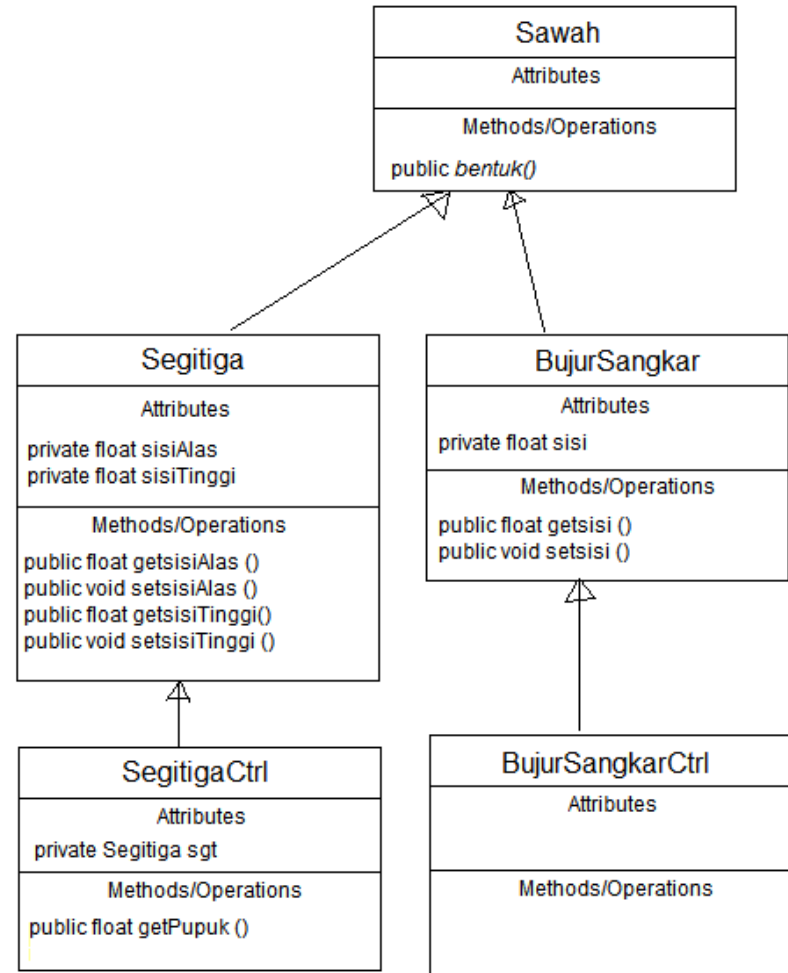 Sawah
Attributes
Methods/Operations
public bentuk()
Segitiga
Attributes
private float sisiAlas
private float sisiTinggi
Methods/Operations
public float getsisiAlas ()
public void setsisiAlas ()
public float getsisiTinggi()
public void setsisiTinggi ()
BujurSangkar
Attributes
private float sisi
Methods/Operations
public float getsisi ()
public void setsisi ()
SegitigaCtrl
Attributes
private Segitiga sgt
Methods/Operations
public float getPupuk ()
BujurSangkarCtrl
Attributes
Methods/Operations